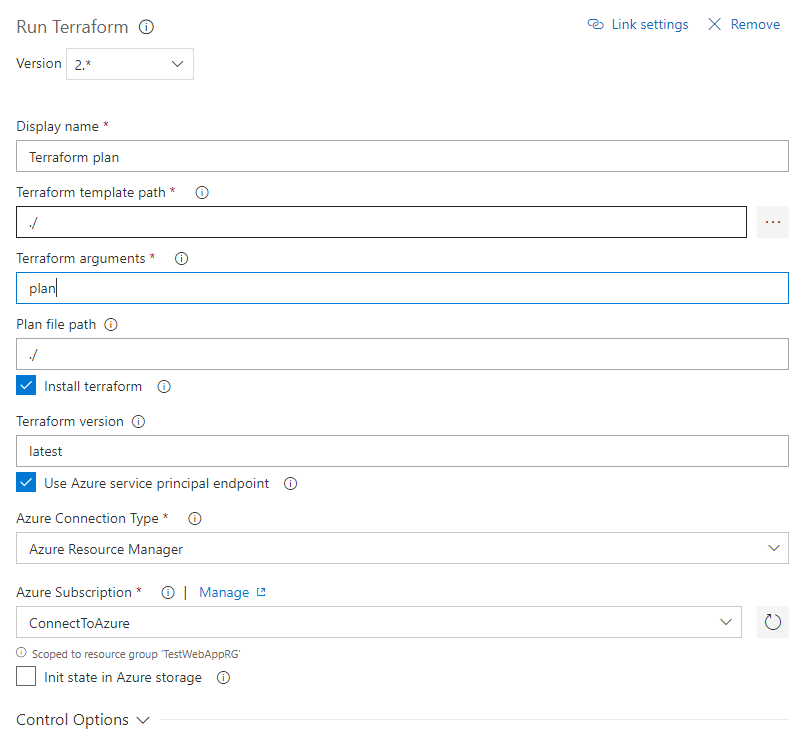 Run Terraform
Link settings
Remove
Version 2.*
Display name *
Terraform plan
Terraform template path *
./
...
Terraform arguments *
plan
Plan file path
./
Install terraform
Terraform version
latest
Use Azure service principal endpoint
Azure Connection Type *
Azure Resource Manager
Azure Subscription * | Manage
ConnectToAzure
Scoped to resource group 'TestWebAppRG'
Init state in Azure storage
Control Options